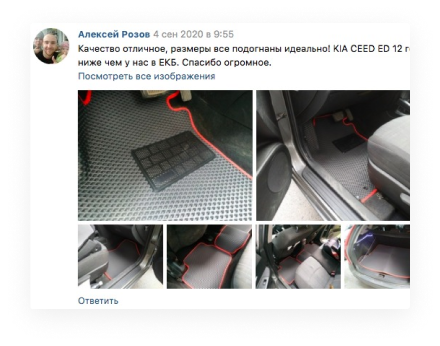 Алексей Розов 4 сен 2020 в 9:55
Качество отличное, размеры все подогнаны идеально! KIA CEED ED 12
ниже чем у нас в ЕКБ. Спасибо огромное.
Посмотреть все изображения
Ответить